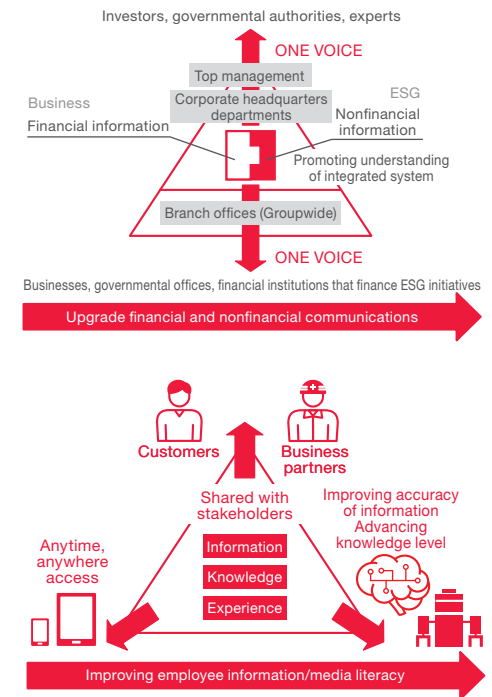 Investors, governmental authorities, experts
ONE VOICE
Top management
Corporate headquarters
departments
Business
Financial information
ESG
Nonfinancial
information
Promoting understanding
of integrated system
Branch offices (Groupwide)
ONE VOICE
Businesses, governmental offices, financial institutions that finance ESG initiatives
Upgrade financial and nonfinancial communications
Customers
Business
partners
Shared with
stakeholders
Information
Knowledge
Experience
Anytime,
anywhere
access
Improving accuracy
of information
Advancing
knowledge level
Improving employee information/media literacy